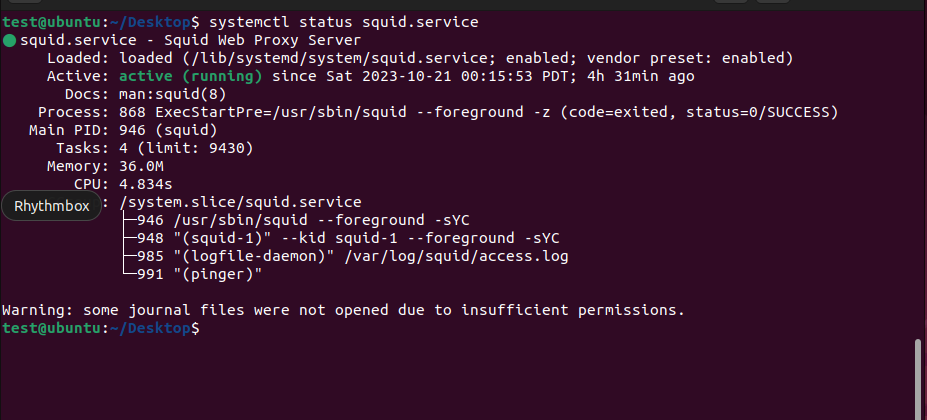 test@ubuntu:~/Desktop$ systemctl status squid.service
● squid.service - Squid Web Proxy Server
     Loaded: loaded (/lib/systemd/system/squid.service; enabled; vendor preset: enabled)
     Active: active (running) since Sat 2023-10-21 00:15:53 PDT; 4h 31min ago
       Docs: man:squid(8)
    Process: 868 ExecStartPre=/usr/sbin/squid --foreground -z (code=exited, status=0/SUCCESS)
   Main PID: 946 (squid)
      Tasks: 4 (limit: 9430)
     Memory: 36.0M
        CPU: 4.834s
Rhythmbox : /system.slice/squid.service
             ├─946 /usr/sbin/squid --foreground -sYC
             ├─948 "(squid-1)" --kid squid-1 --foreground -sYC
             ├─985 "(logfile-daemon)" /var/log/squid/access.log
             └─991 "(pinger)"
Warning: some journal files were not opened due to insufficient permissions.
test@ubuntu:~/Desktop$